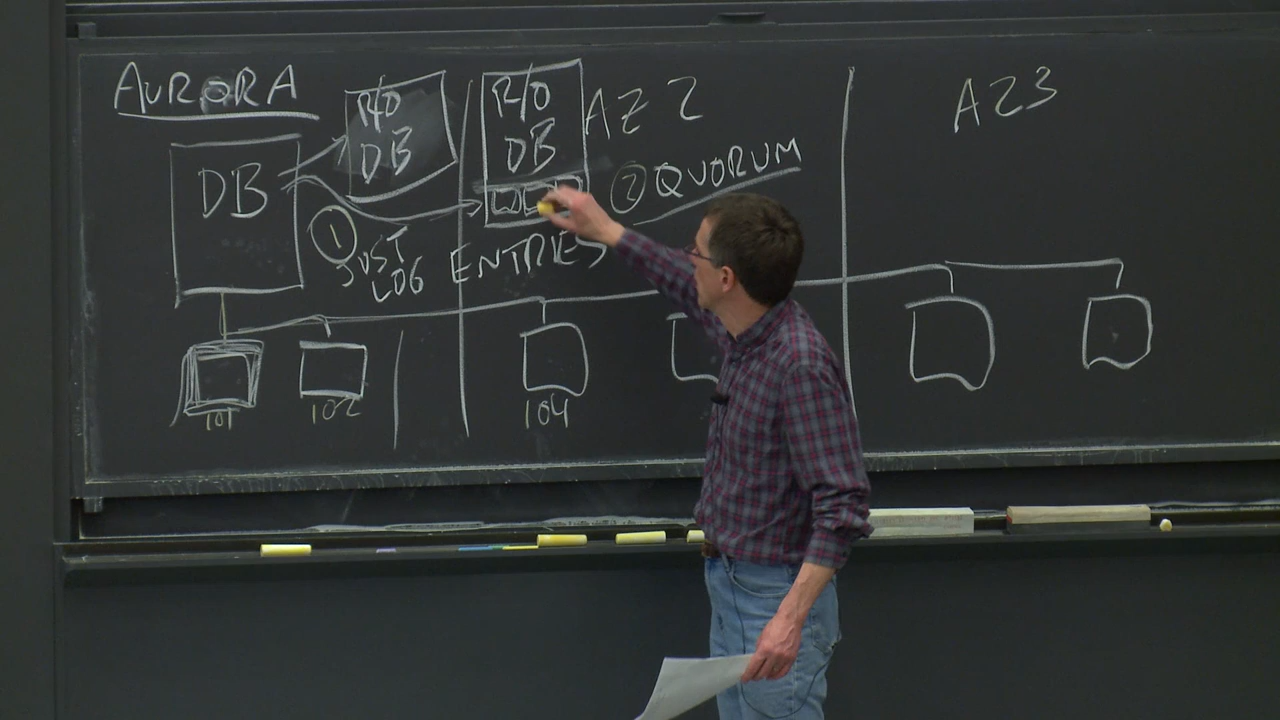 AURORA
R/O
DB
R/O
DB
AZ 2
AZ3
DB
② QUORUM
①
JUST
LOG ENTRIES
101
102
104